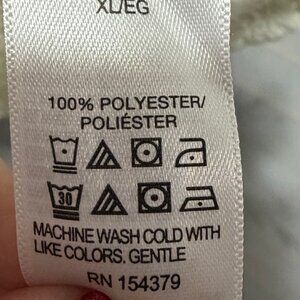 XL/EG
100% POLYESTER/
POLIÉSTER
30
MACHINE WASH COLD WITH
LIKE COLORS. GENTLE
RN 154379